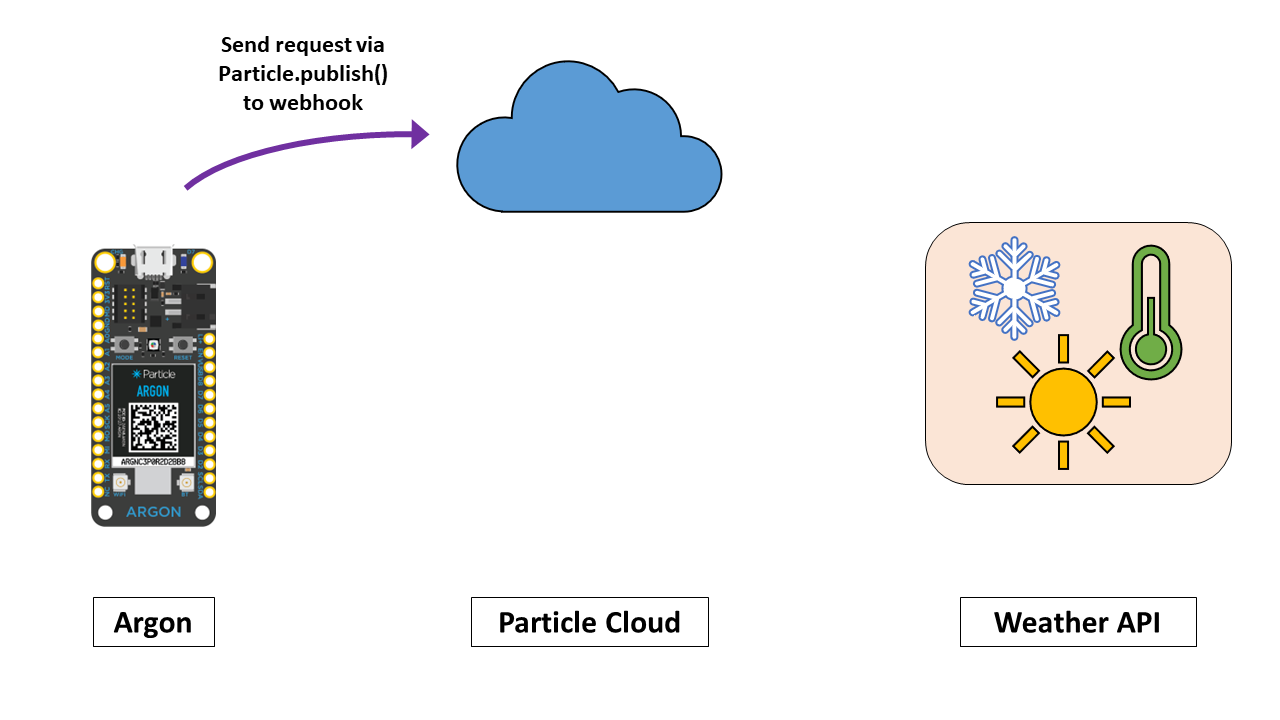 Send request via
Particle.publish()
to webhook
MODE
RESET
Particle
ARGON
ARGNC3P0R2D2BB8
WIFI
BT
ARGON
Argon
Particle Cloud
Weather API